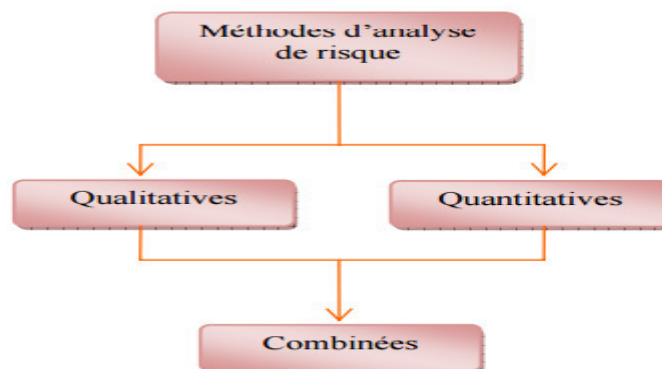 Méthodes d'analyse
de risque
Qualitatives
Quantitatives
Combinées